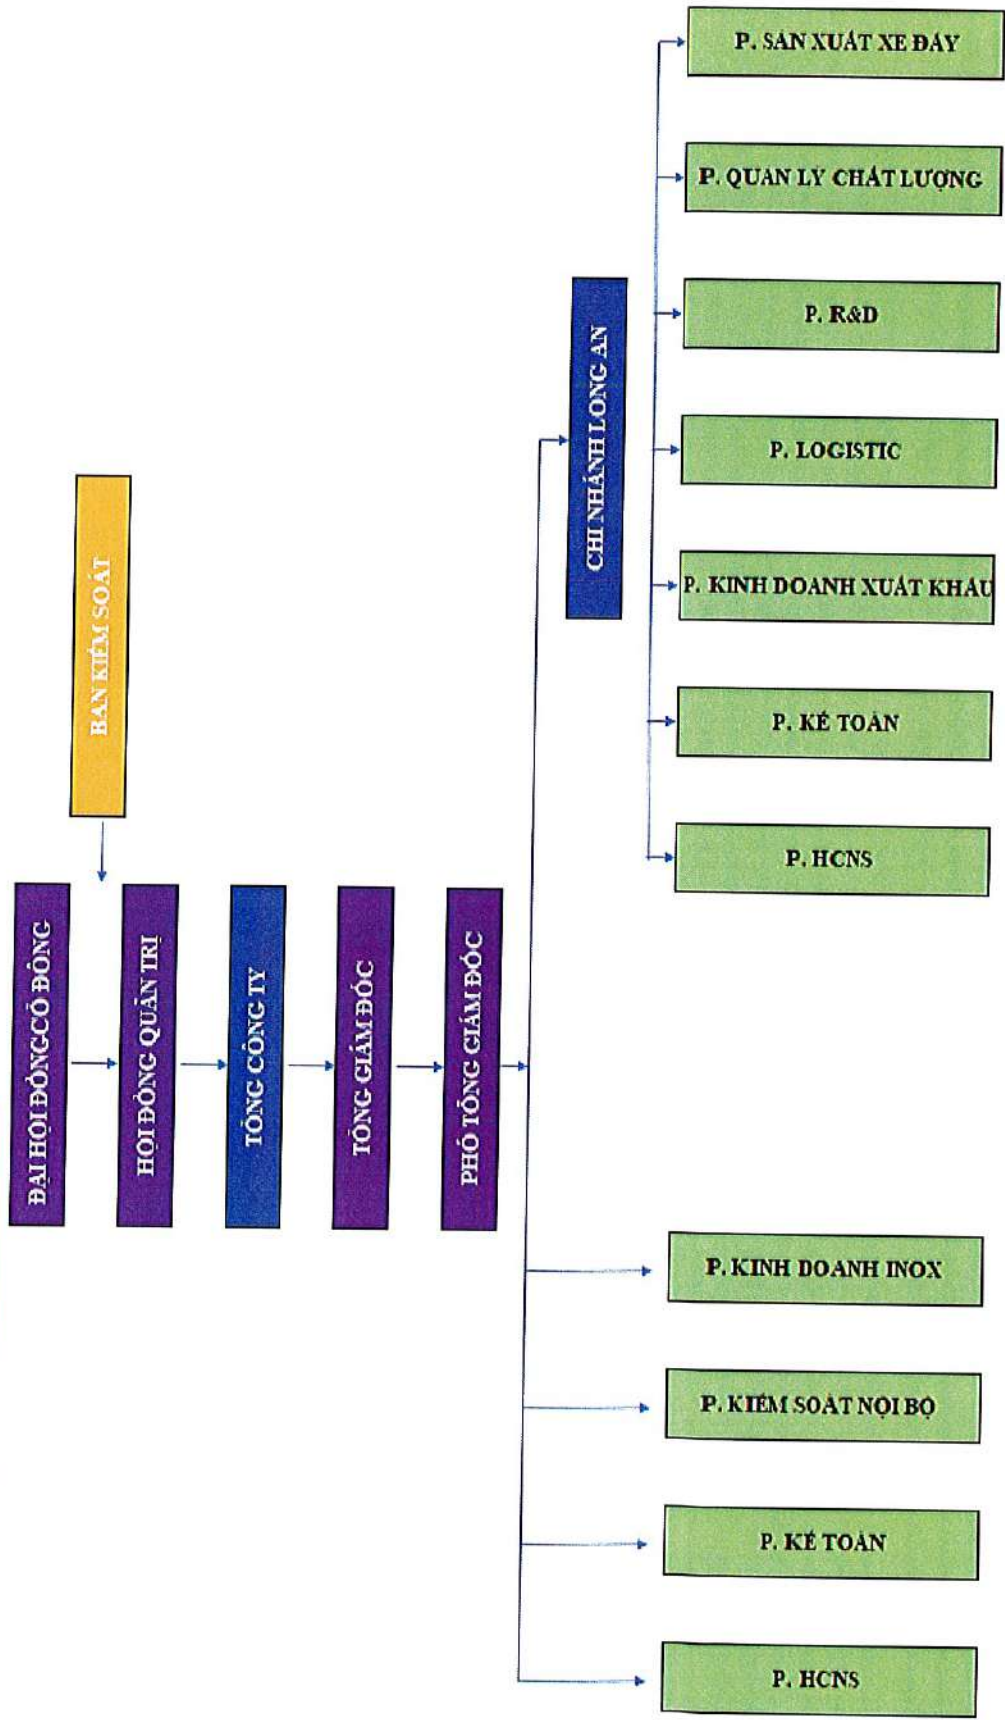 ĐẠI HỘI ĐỒNG CỔ ĐÔNG
BAN KIỂM SOÁT
HỘI ĐỒNG QUẢN TRỊ
TỔNG CÔNG TY
TỔNG GIÁM ĐỐC
PHÓ TỔNG GIÁM ĐỐC
CHI NHÁNH LONG AN
P. SẢN XUẤT XE ĐẨY
P. QUẢN LÝ CHẤT LƯỢNG
P. R&D
P. LOGISTIC
P. KINH DOANH XUẤT KHẨU
P. KẾ TOÁN
P. HCNS
P. KINH DOANH INOX
P. KIỂM SOÁT NỘI BỘ
P. KẾ TOÁN
P. HCNS